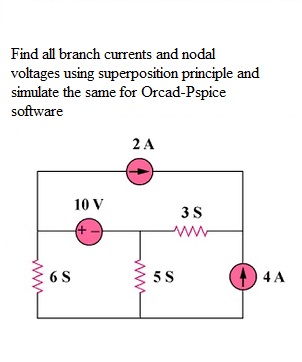 Find all branch currents and nodal
voltages using superposition principle and
simulate the same for Orcad-Pspice
software
2 A
10 V
3 S
+ −
6 S
5 S
4 A